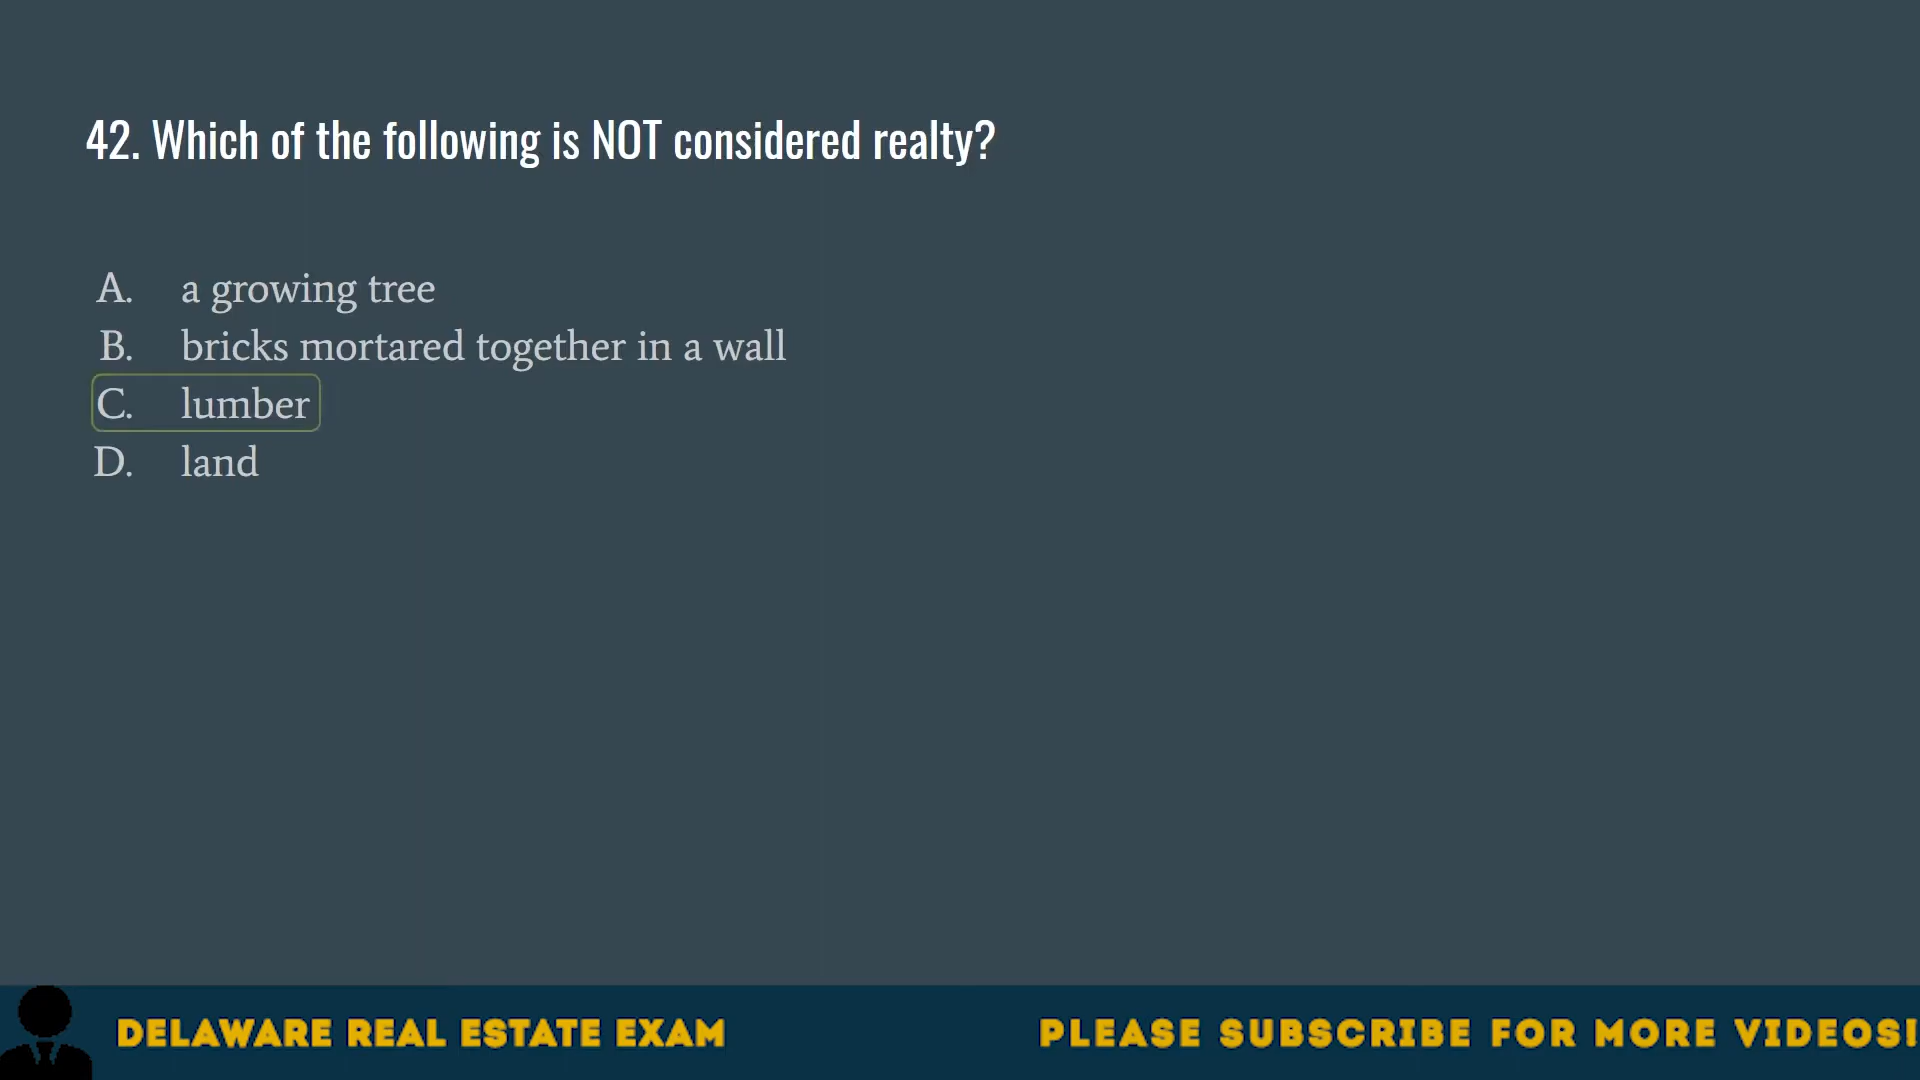 42. Which of the following is NOT considered realty?
A. a growing tree
B. bricks mortared together in a wall
C. lumber
D. land
DELAWARE REAL ESTATE EXAM
PLEASE SUBSCRIBE FOR MORE VIDEOS!